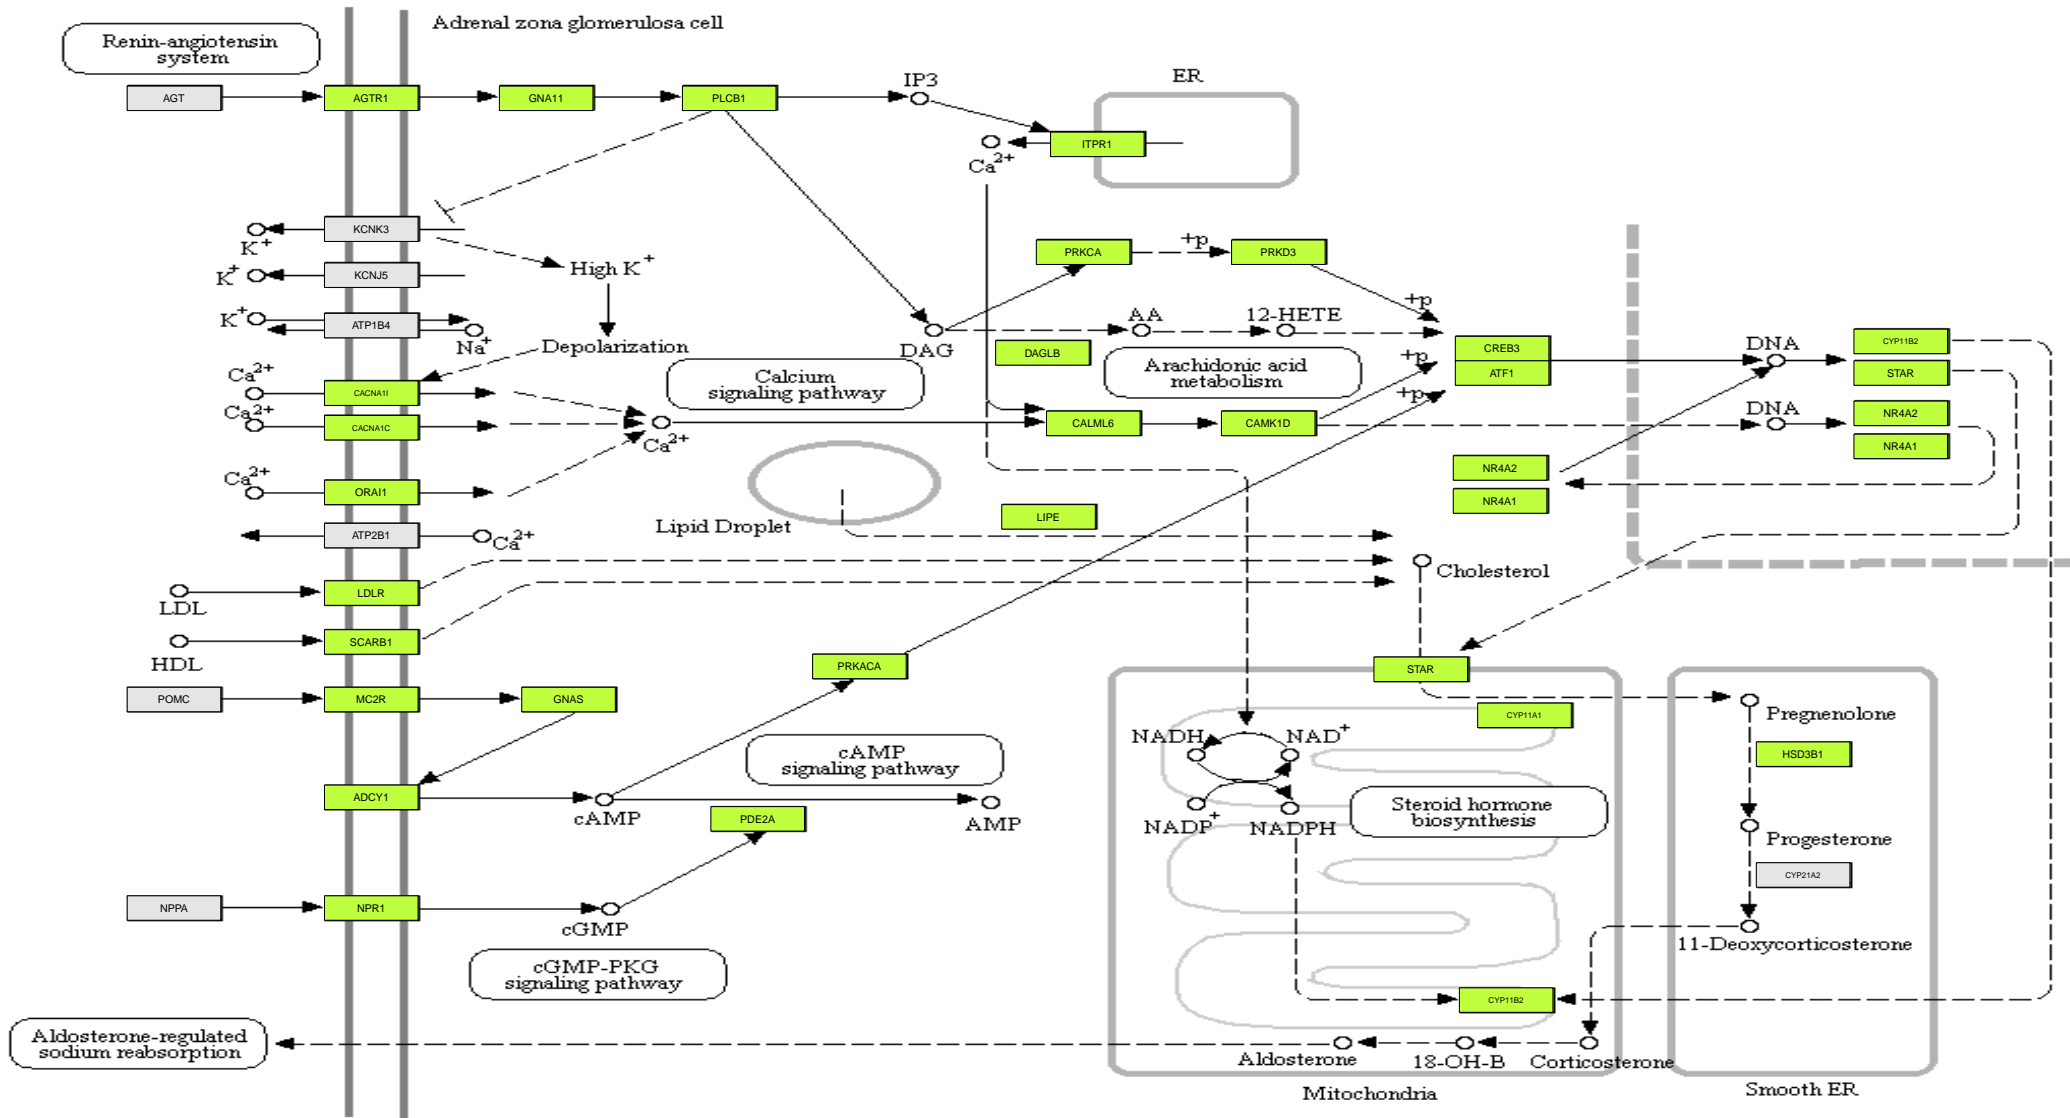 Adrenal zona glomerulosa cell
Renin-angiotensin
system
AGT
AGTR1
GNA11
PLCB1
IP3
ER
ITPR1
Ca2+
KCNK3
K+
KCNJ5
K+
High K+
PRKCA
+p
PRKD3
+p
K+
ATP1B4
Na+
Depolarization
DAG
AA
12-HETE
DAGLB
Arachidonic acid
metabolism
CREB3
ATF1
+p
+p
DNA
CYP11B2
STAR
Calcium
signaling pathway
Ca2+
CACNA1I
Ca2+
CACNA1C
Ca2+
CALML6
CAMK1D
DNA
NR4A2
NR4A1
NR4A2
NR4A1
Ca2+
ORAI1
Lipid Droplet
LIPE
ATP2B1
Ca2+
Cholesterol
LDL
LDLR
HDL
SCARB1
PRKACA
STAR
POMC
MC2R
GNAS
CYP11A1
Pregnenolone
NADH
NAD+
HSD3B1
cAMP
signaling pathway
ADCY1
cAMP
AMP
PDE2A
NADP+
NADPH
Steroid hormone
biosynthesis
Progesterone
CYP21A2
NPPA
NPR1
cGMP
11-Deoxycorticosterone
cGMP-PKG
signaling pathway
CYP11B2
Aldosterone-regulated
sodium reabsorption
Aldosterone
18-OH-B
Corticosterone
Mitochondria
Smooth ER